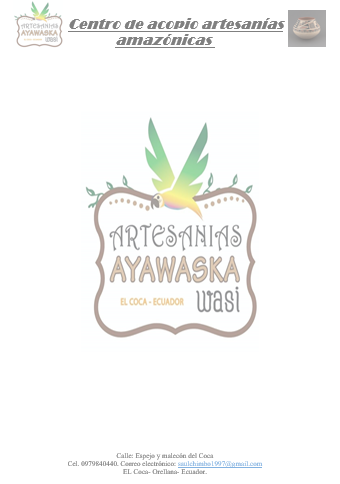 ARTESANIAS
AYAWASKA
wasi
Centro de acopio artesanías
amazónicas
ARTESANIAS
AYAWASKA
wasi
EL COCA - ECUADOR
Calle: Espejo y malecón del Coca
Cel. 0979840440. Correo electrónico: saulchimbo1997@gmail.com
EL Coca- Orellana- Ecuador.